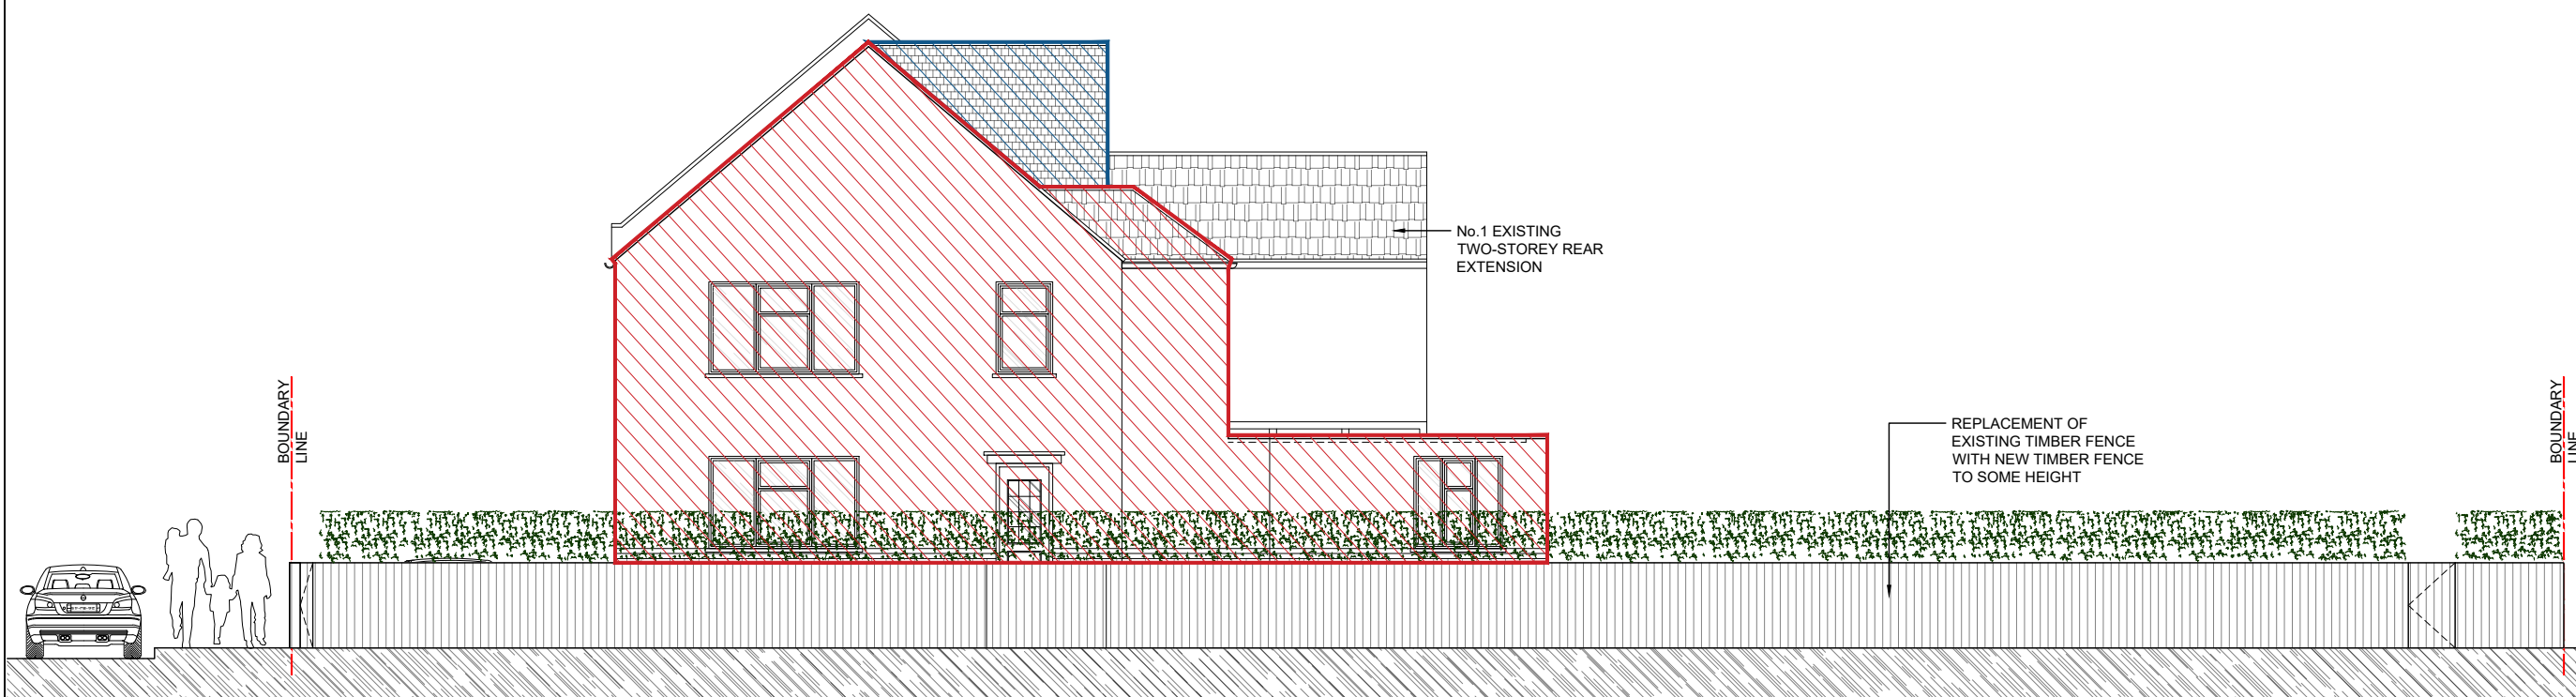 No.1 EXISTING
TWO-STOREY REAR
EXTENSION
BOUNDARY
LINE
REPLACEMENT OF
EXISTING TIMBER FENCE
WITH NEW TIMBER FENCE
TO SOME HEIGHT
BOUNDARY
LINE